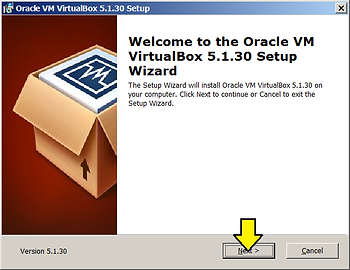 Oracle VM VirtualBox 5.1.30 Setup
Welcome to the Oracle VM
VirtualBox 5.1.30 Setup
Wizard
The Setup Wizard will install Oracle VM VirtualBox 5.1.30 on
your computer. Click Next to continue or Cancel to exit the
Setup Wizard.
Version 5.1.30
Next >
Cancel